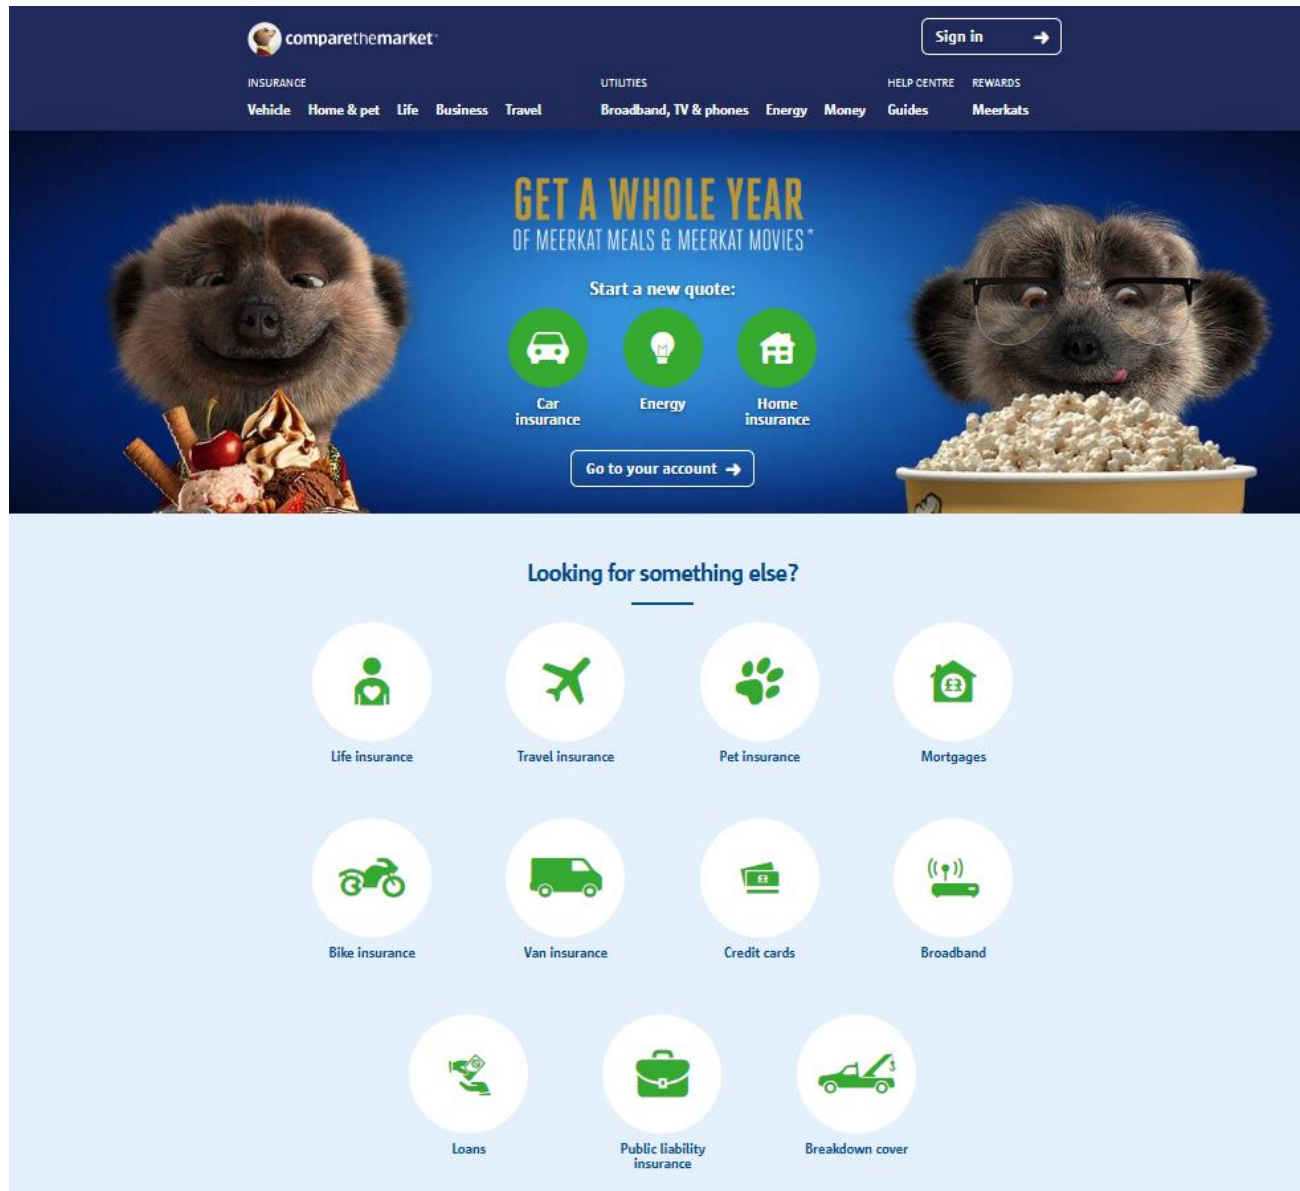 comparethemarket™
Sign in
INSURANCE
UTILITIES
HELP CENTRE
REWARDS
Vehicle
Home & pet
Life
Business
Travel
Broadband, TV & phones
Energy
Money
Guides
Meerkats
GET A WHOLE YEAR
OF MEERKAT MEALS & MEERKAT MOVIES*
Start a new quote:
Car
insurance
Energy
Home
insurance
Go to your account
Looking for something else?
Life insurance
Travel insurance
Pet insurance
Mortgages
Bike insurance
Van insurance
Credit cards
Broadband
Loans
Public liability
insurance
Breakdown cover